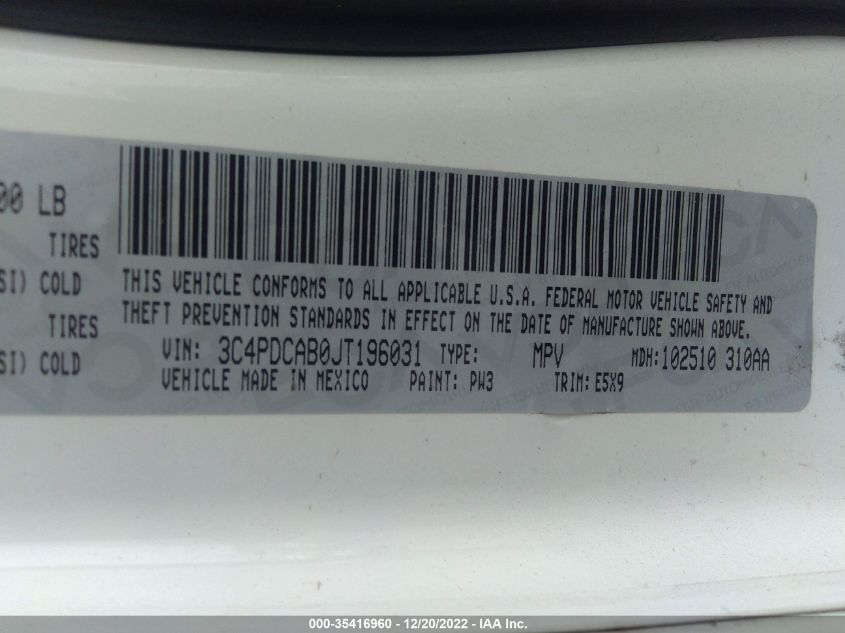 00 LB
TIRES
SI) COLD
TIRES
SI) COLD
THIS VEHICLE CONFORMS TO ALL APPLICABLE U.S.A. FEDERAL MOTOR VEHICLE SAFETY AND
THEFT PREVENTION STANDARDS IN EFFECT ON THE DATE OF MANUFACTURE SHOWN ABOVE.
VIN: 3C4PDCAB0JT196031 TYPE: MPV MDH:102510 310AA
VEHICLE MADE IN MEXICO PAINT: PW3 TRIM: E5X9
000-35416960 - 12/20/2022 - IAA Inc.